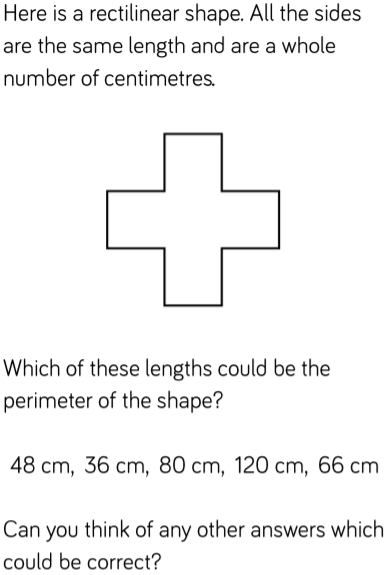 Here is a rectilinear shape. All the sides
are the same length and are a whole
number of centimetres.
Which of these lengths could be the
perimeter of the shape?
48 cm, 36 cm, 80 cm, 120 cm, 66 cm
Can you think of any other answers which
could be correct?